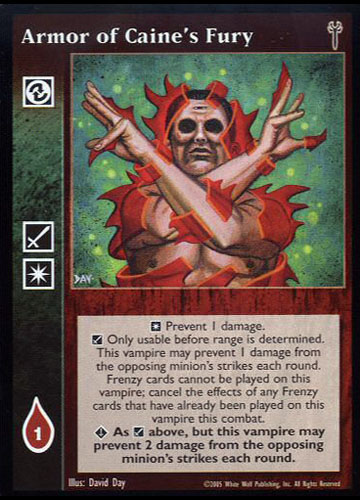 Armor of Caine's Fury
DAY
Prevent 1 damage.
Only usable before range is determined.
This vampire may prevent 1 damage from
the opposing minion's strikes each round.
Frenzy cards cannot be played on this
vampire; cancel the effects of any Frenzy
cards that have already been played on this
vampire this combat.
As above, but this vampire may
prevent 2 damage from the opposing
minion's strikes each round.
1
Illus: David Day
©2005 White Wolf Publishing, Inc. All Rights Reserved